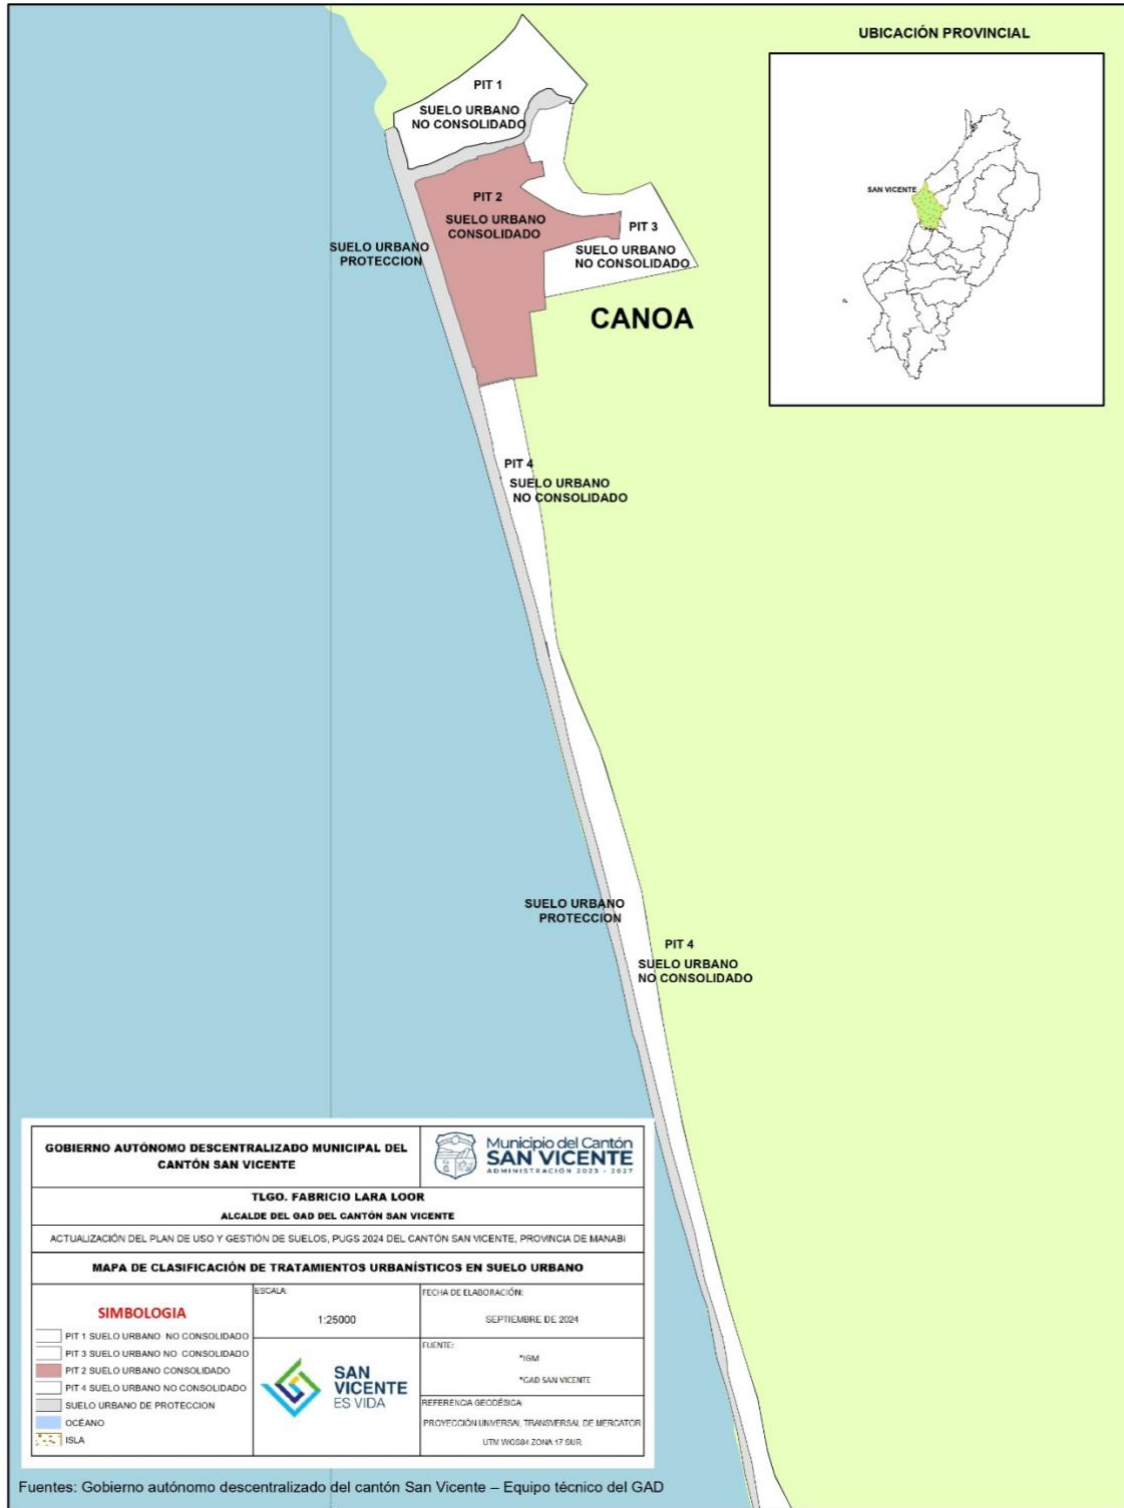 UBICACIÓN PROVINCIAL
SAN VICENTE
PIT 1
SUELO URBANO
NO CONSOLIDADO
PIT 2
SUELO URBANO
CONSOLIDADO
PIT 3
SUELO URBANO
NO CONSOLIDADO
SUELO URBANO
PROTECCION
CANOA
PIT 4
SUELO URBANO
NO CONSOLIDADO
SUELO URBANO
PROTECCION
PIT 4
SUELO URBANO
NO CONSOLIDADO
GOBIERNO AUTÓNOMO DESCENTRALIZADO MUNICIPAL DEL
CANTÓN SAN VICENTE
Municipio del Cantón
SAN VICENTE
ADMINISTRACIÓN 2023 - 2027
TLGO. FABRICIO LARA LOOR
ALCALDE DEL GAD DEL CANTÓN SAN VICENTE
ACTUALIZACIÓN DEL PLAN DE USO Y GESTIÓN DE SUELOS, PUGS 2024 DEL CANTÓN SAN VICENTE, PROVINCIA DE MANABI
MAPA DE CLASIFICACIÓN DE TRATAMIENTOS URBANÍSTICOS EN SUELO URBANO
SIMBOLOGIA
PIT 1 SUELO URBANO NO CONSOLIDADO
PIT 3 SUELO URBANO NO CONSOLIDADO
PIT 2 SUELO URBANO CONSOLIDADO
PIT 4 SUELO URBANO NO CONSOLIDADO
SUELO URBANO DE PROTECCION
OCÉANO
ISLA
ESCALA:
1:25000
SAN
VICENTE
ES VIDA
FECHA DE ELABORACIÓN:
SEPTIEMBRE DE 2024
FUENTE:
*IGM
*GAD SAN VICENTE
REFERENCIA GEODÉSICA:
PROYECCIÓN UNIVERSAL TRANSVERSAL DE MERCATOR
UTM WGS84 ZONA 17 SUR
Fuentes: Gobierno autónomo descentralizado del cantón San Vicente – Equipo técnico del GAD